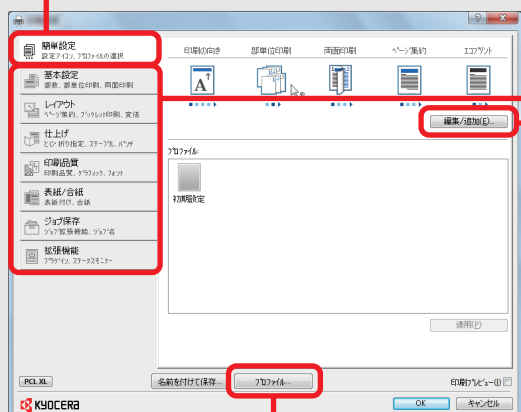 簡単設定
設定アイコン、プロファイルの選択
基本設定
部数、部単位印刷、両面印刷
レイアウト
ページ集約、ブックレット印刷、変倍
仕上げ
とじ・折り指定、ステープル、パンチ
印刷品質
印刷品質、グラフィック、フォント
表紙/合紙
表紙付け、合紙
ジョブ保存
ジョブ拡張機能、ジョブ名
拡張機能
プラグイン、ステータスモニター
印刷の向き 部単位印刷 両面印刷 ページ集約 エコプリント
A
編集/追加(E)...
プロファイル:
初期設定
適用(P)
PCL XL 名前を付けて保存... プロファイル... 印刷プレビュー(I)
KYOCERA OK キャンセル